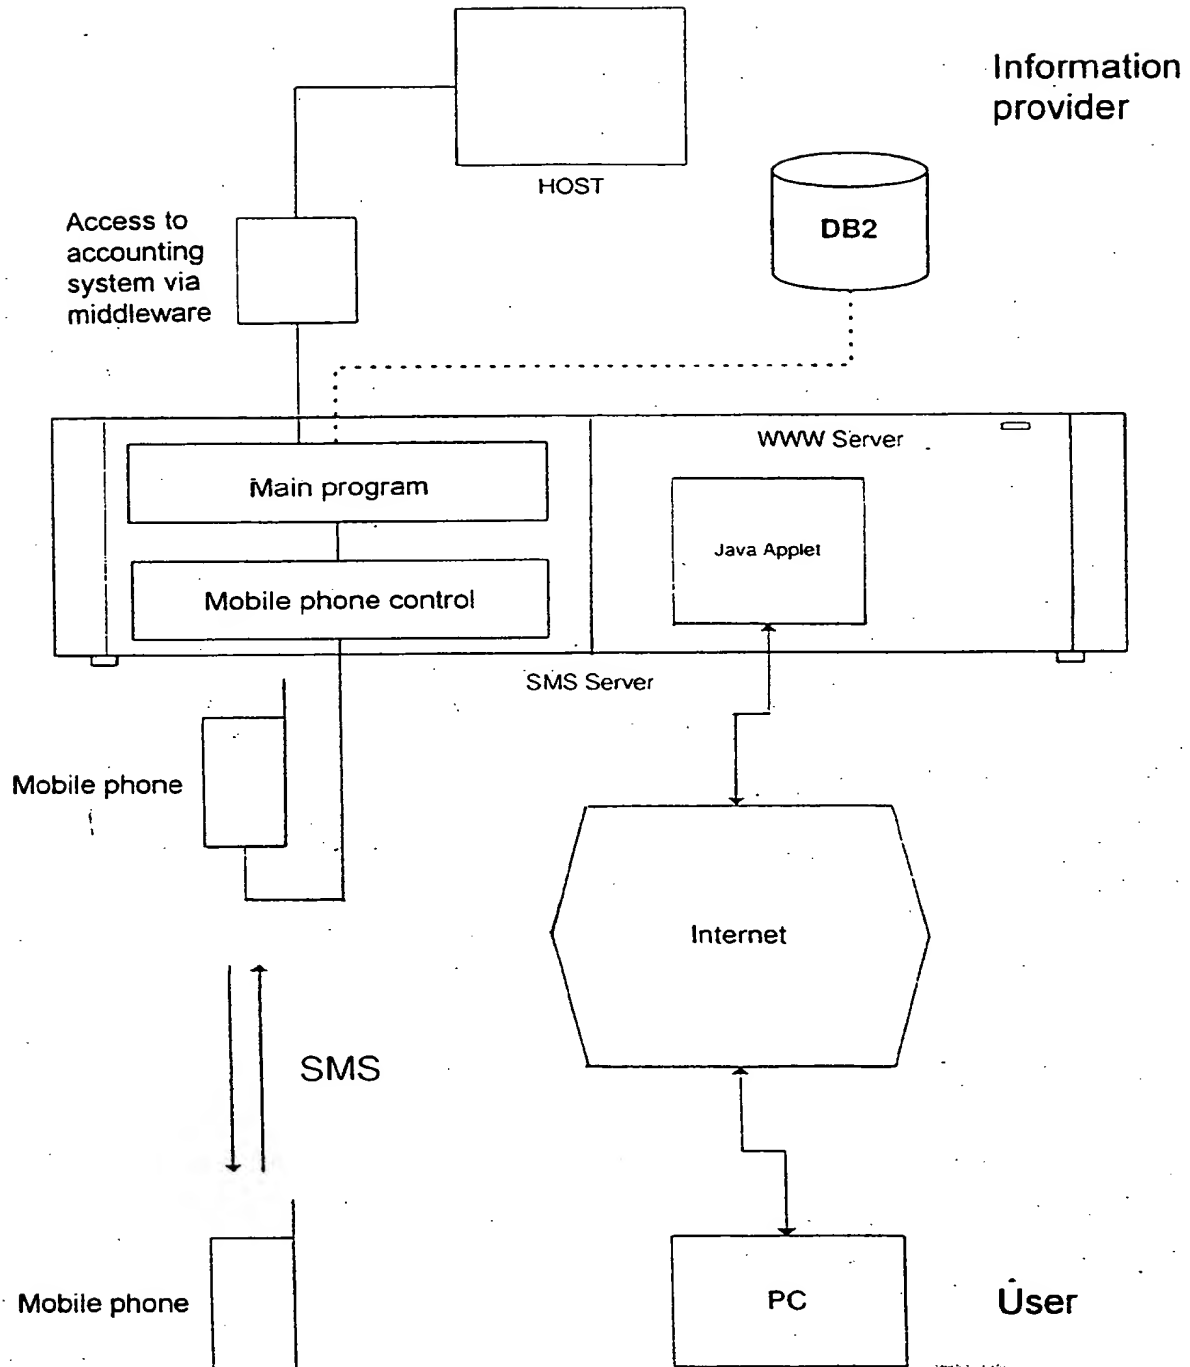 Information
provider
HOST
DB2
Access to
accounting
system via
middleware
WWW Server
Main program
Java Applet
Mobile phone control
SMS Server
Mobile phone
Internet
SMS
Mobile phone
PC
User